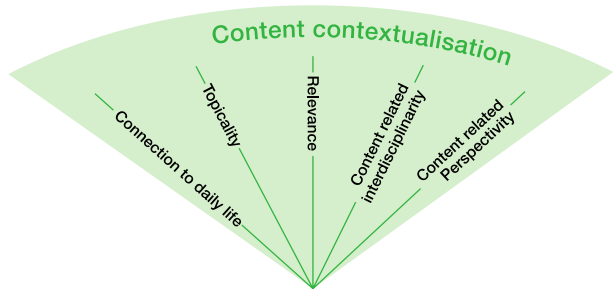 Content contextualisation
Connection to daily life
Topicality
Relevance
Content related
interdisciplinarity
Content related
Perspectivity